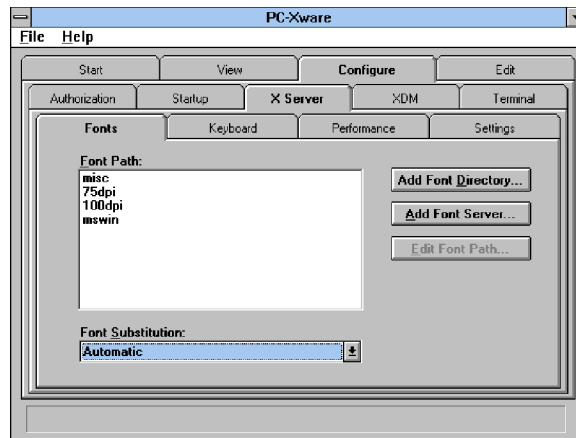 PC-Xware
File Help
Start View Configure Edit
Authorization Startup X Server XDM Terminal
Fonts Keyboard Performance Settings
Font Path:
misc
75dpi
100dpi
mswin
Add Font Directory...
Add Font Server...
Edit Font Path...
Font Substitution:
Automatic